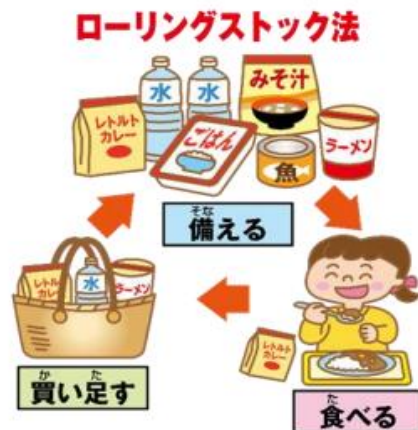 ローリングストック法
水
水
みそ汁
レトルト
カレー
ごはん
魚
ラーメン
そな
備える
レトルト
カレー
水
ラーメン
レトルト
カレー
か た
買い足す
た
食べる